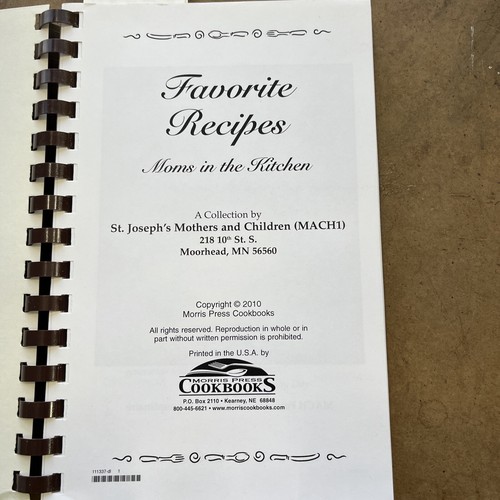 Favorite
Recipes
Moms in the Kitchen
A Collection by
St. Joseph's Mothers and Children (MACH1)
218 10th St. S.
Moorhead, MN 56560
Copyright © 2010
Morris Press Cookbooks
All rights reserved. Reproduction in whole or in
part without written permission is prohibited.
Printed in the U.S.A. by
MORRIS PRESS
COOKBOOKS
P.O. Box 2110 • Kearney, NE 68848
800-445-6621 • www.morriscookbooks.com